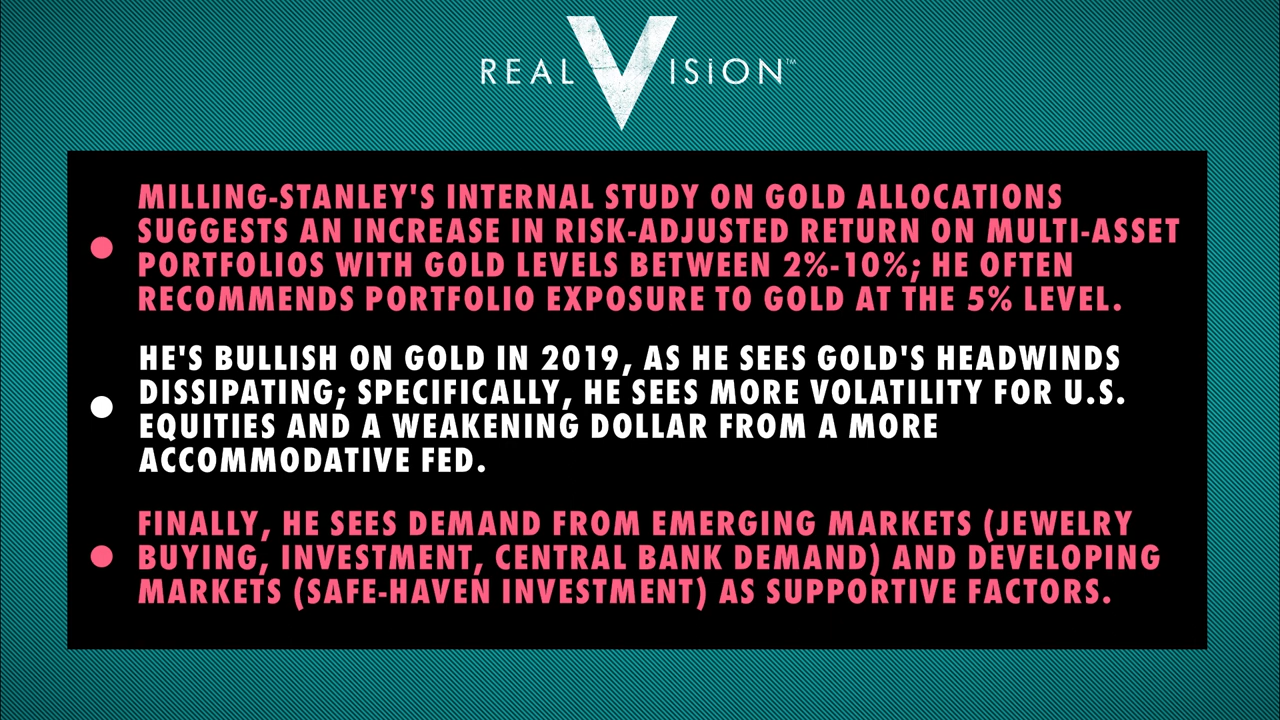 REAL VISION™
MILLING-STANLEY'S INTERNAL STUDY ON GOLD ALLOCATIONS
SUGGESTS AN INCREASE IN RISK-ADJUSTED RETURN ON MULTI-ASSET
PORTFOLIOS WITH GOLD LEVELS BETWEEN 2%-10%; HE OFTEN
RECOMMENDS PORTFOLIO EXPOSURE TO GOLD AT THE 5% LEVEL.
HE'S BULLISH ON GOLD IN 2019, AS HE SEES GOLD'S HEADWINDS
DISSIPATING; SPECIFICALLY, HE SEES MORE VOLATILITY FOR U.S.
EQUITIES AND A WEAKENING DOLLAR FROM A MORE
ACCOMMODATIVE FED.
FINALLY, HE SEES DEMAND FROM EMERGING MARKETS (JEWELRY
BUYING, INVESTMENT, CENTRAL BANK DEMAND) AND DEVELOPING
MARKETS (SAFE-HAVEN INVESTMENT) AS SUPPORTIVE FACTORS.